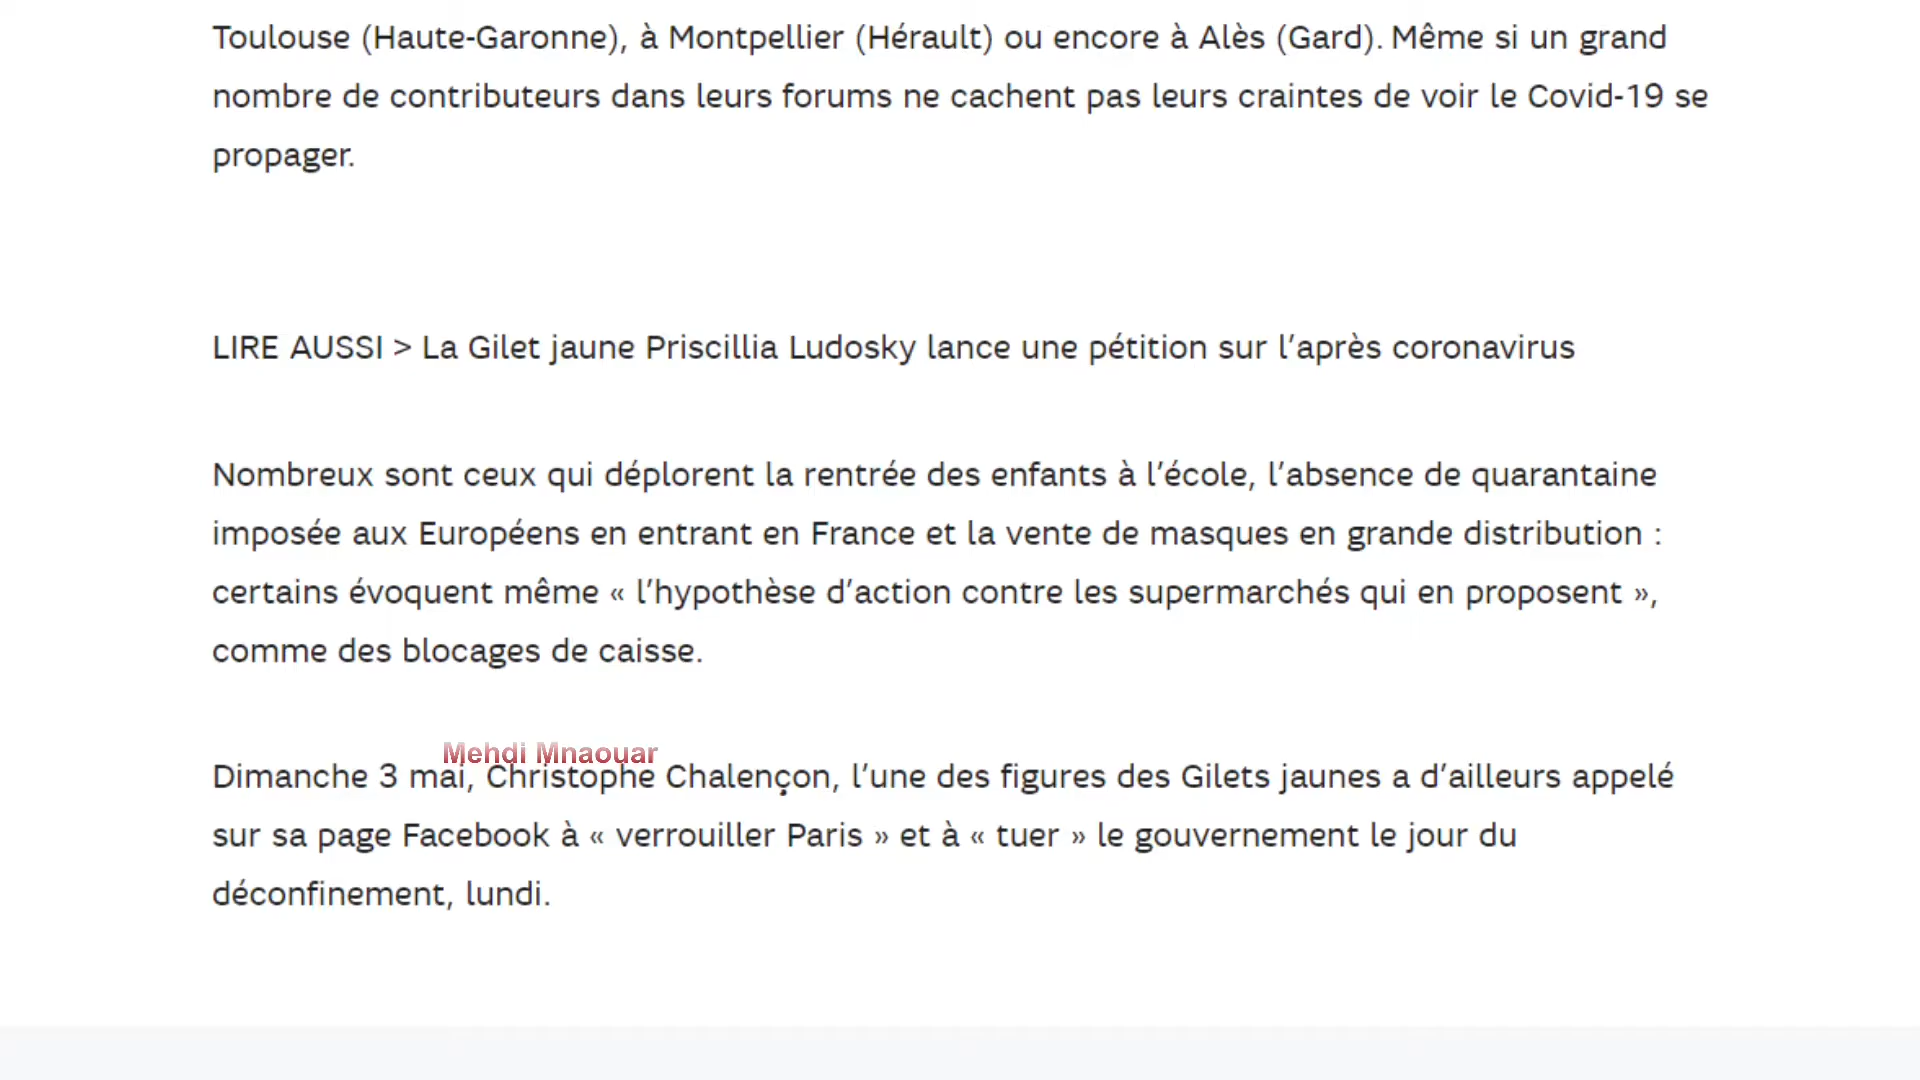 Toulouse (Haute-Garonne), à Montpellier (Hérault) ou encore à Alès (Gard). Même si un grand
nombre de contributeurs dans leurs forums ne cachent pas leurs craintes de voir le Covid-19 se
propager.
LIRE AUSSI > La Gilet jaune Priscillia Ludosky lance une pétition sur l’après coronavirus
Nombreux sont ceux qui déplorent la rentrée des enfants à l’école, l’absence de quarantaine
imposée aux Européens en entrant en France et la vente de masques en grande distribution :
certains évoquent même « l’hypothèse d’action contre les supermarchés qui en proposent »,
comme des blocages de caisse.
Mehdi Mnaouar
Dimanche 3 mai, Christophe Chalençon, l’une des figures des Gilets jaunes a d’ailleurs appelé
sur sa page Facebook à « verrouiller Paris » et à « tuer » le gouvernement le jour du
déconfinement, lundi.